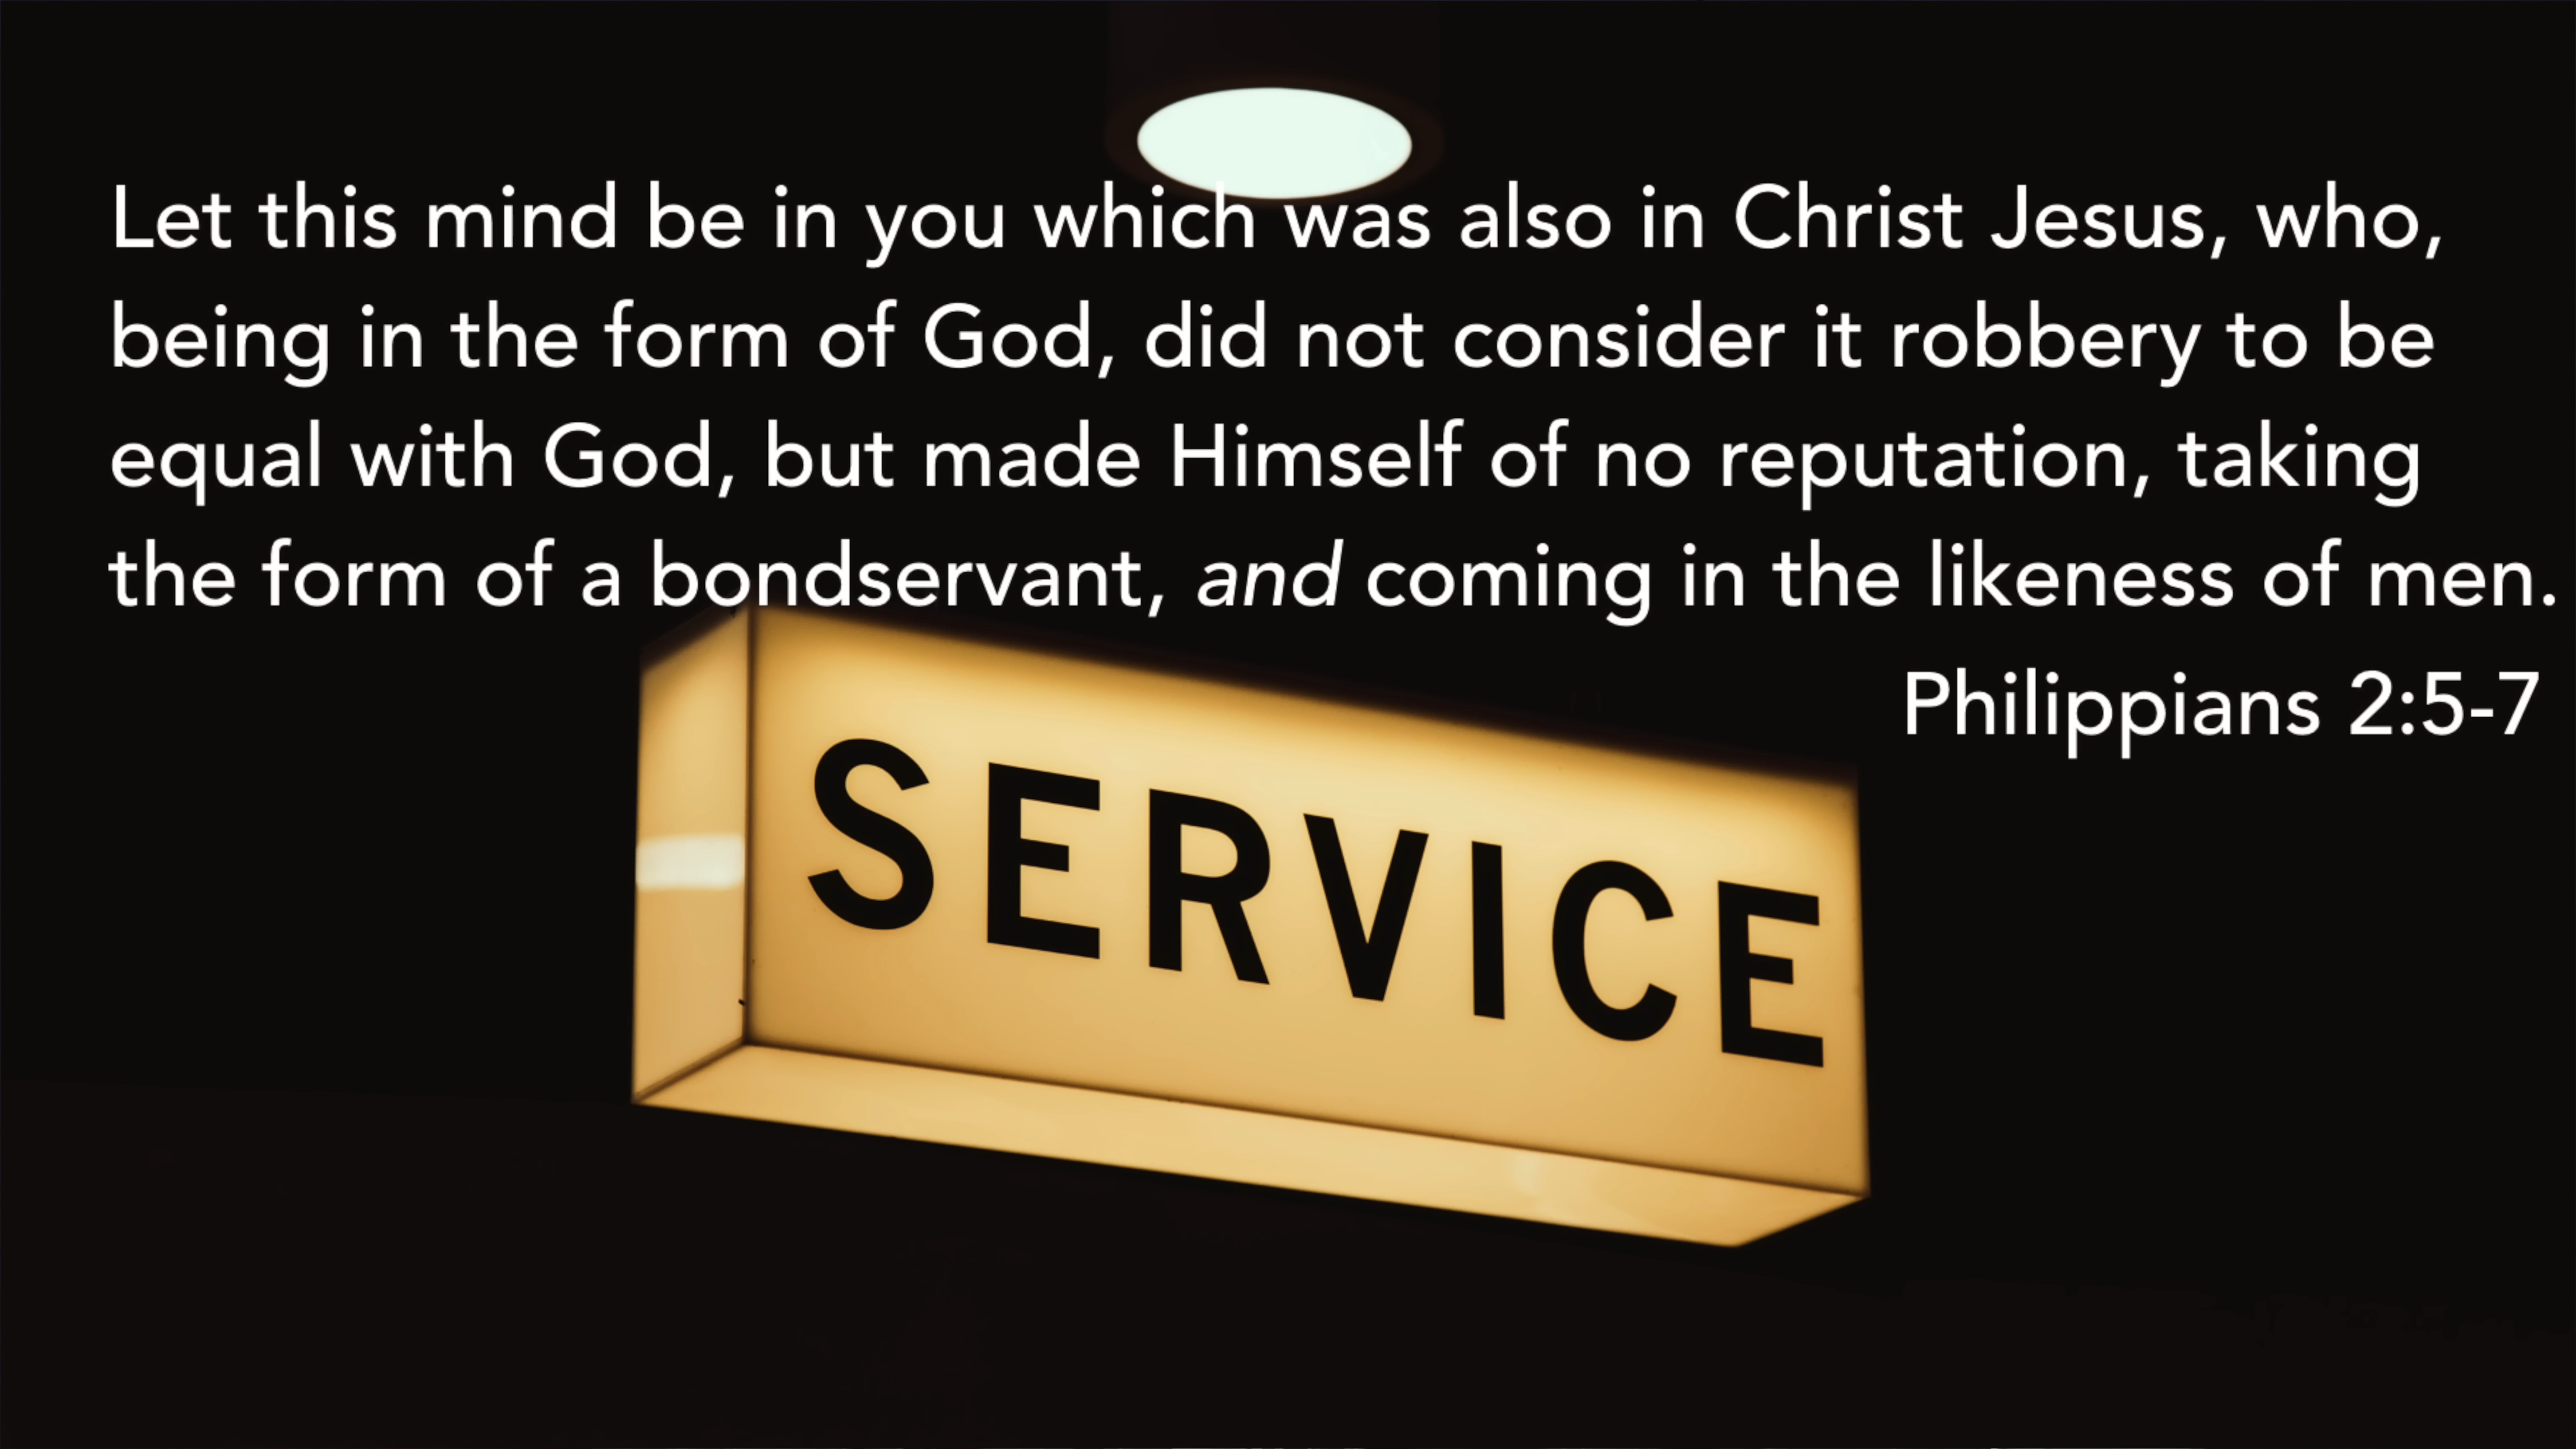 Let this mind be in you which was also in Christ Jesus, who,
being in the form of God, did not consider it robbery to be
equal with God, but made Himself of no reputation, taking
the form of a bondservant, and coming in the likeness of men.
Philippians 2:5-7
SERVICE